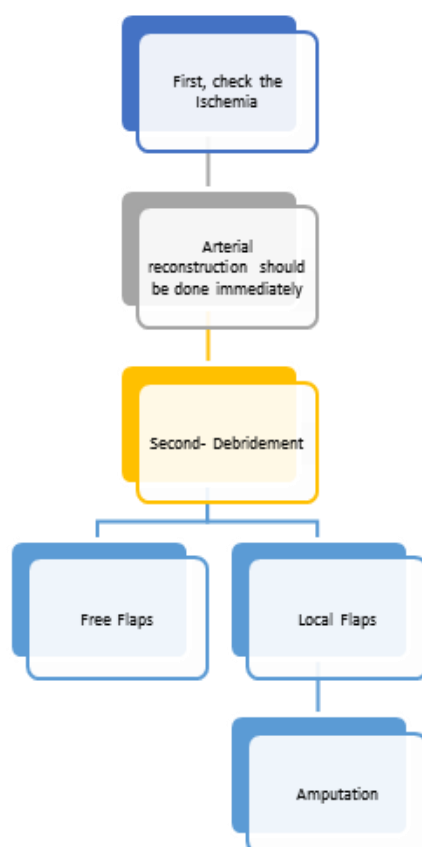 First, check the
Ischemia
Arterial
reconstruction should
be done immediately
Second- Debridement
Free Flaps
Local Flaps
Amputation